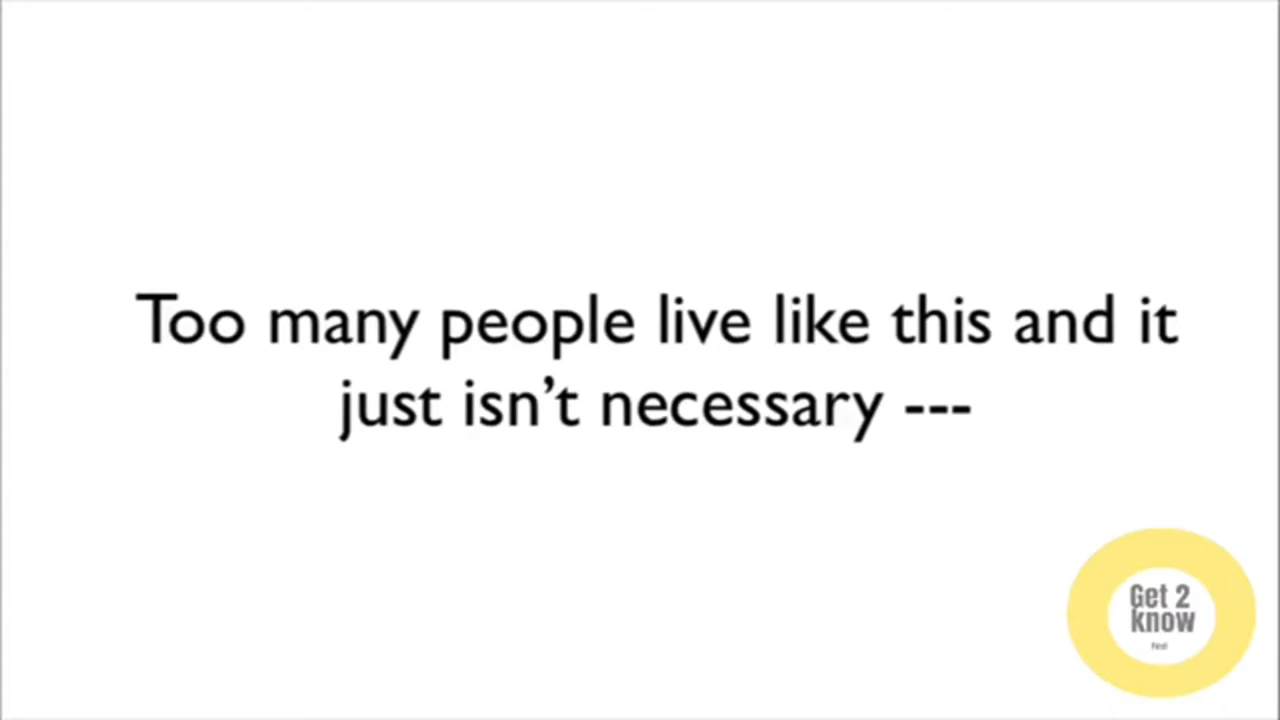 Too many people live like this and it
just isn’t necessary ---
Get 2
know